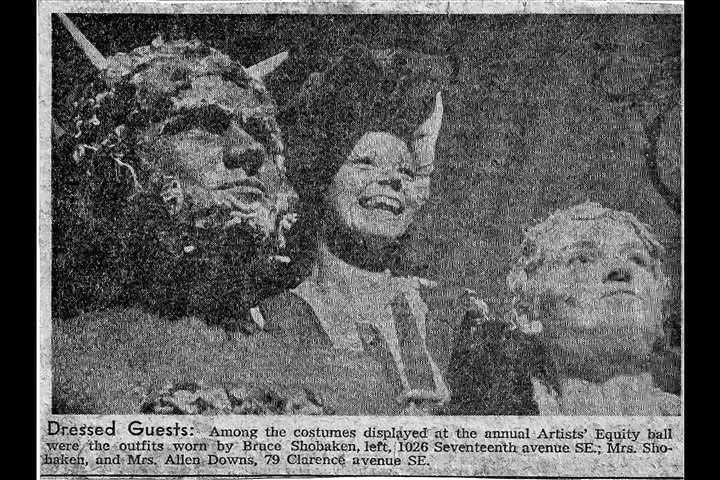 Dressed Guests: Among the costumes displayed at the annual Artists' Equity ball
were the outfits worn by Bruce Shobaken, left, 1026 Seventeenth avenue SE.; Mrs. Sho-
baken, and Mrs. Allen Downs, 79 Clarence avenue SE.